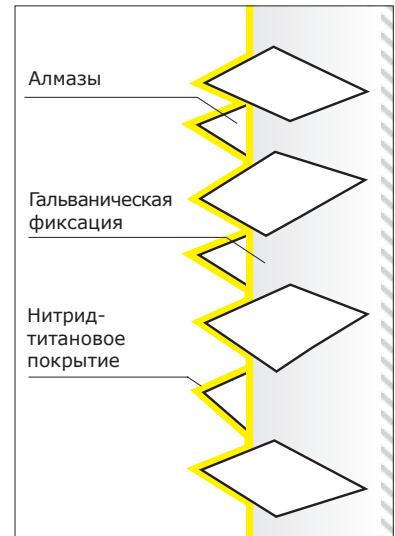 Алмазы
Гальваническая
фиксация
Нитрид-
титановое
покрытие